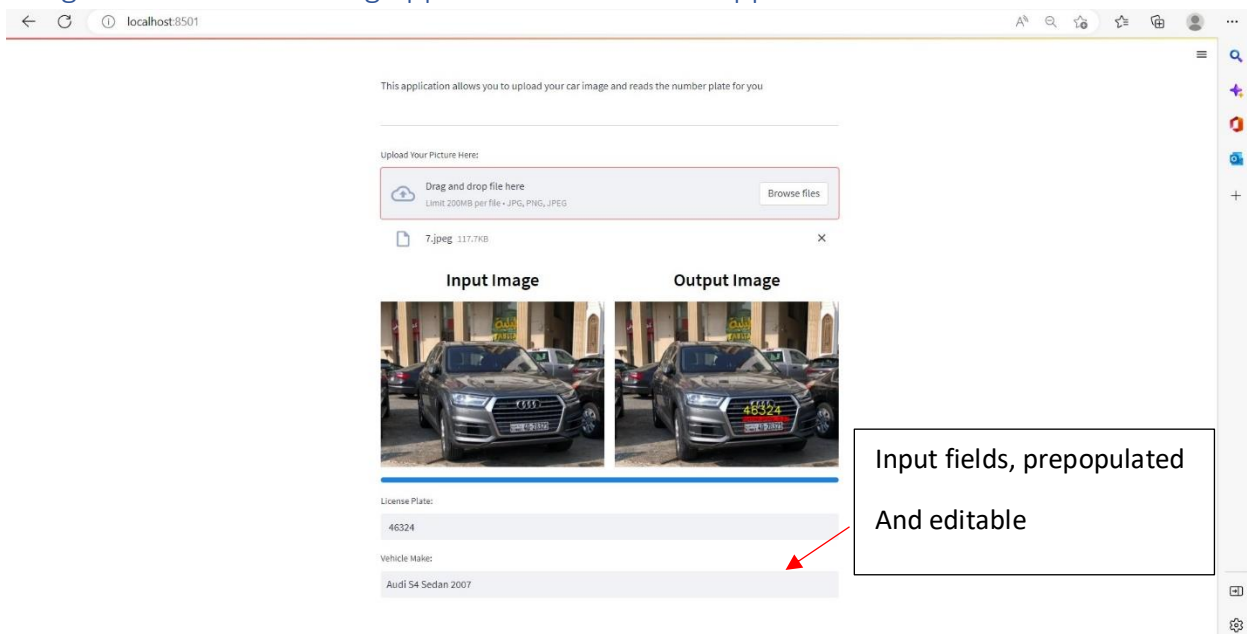 localhost:8501
This application allows you to upload your car image and reads the number plate for you
Upload Your Picture Here:
Drag and drop file here
Browse files
Limit 200MB per file • JPG, PNG, JPEG
7.jpeg 117.7KB
Input Image
Output Image
46324
Input fields, prepopulated
And editable
License Plate:
46324
Vehicle Make:
Audi S4 Sedan 2007